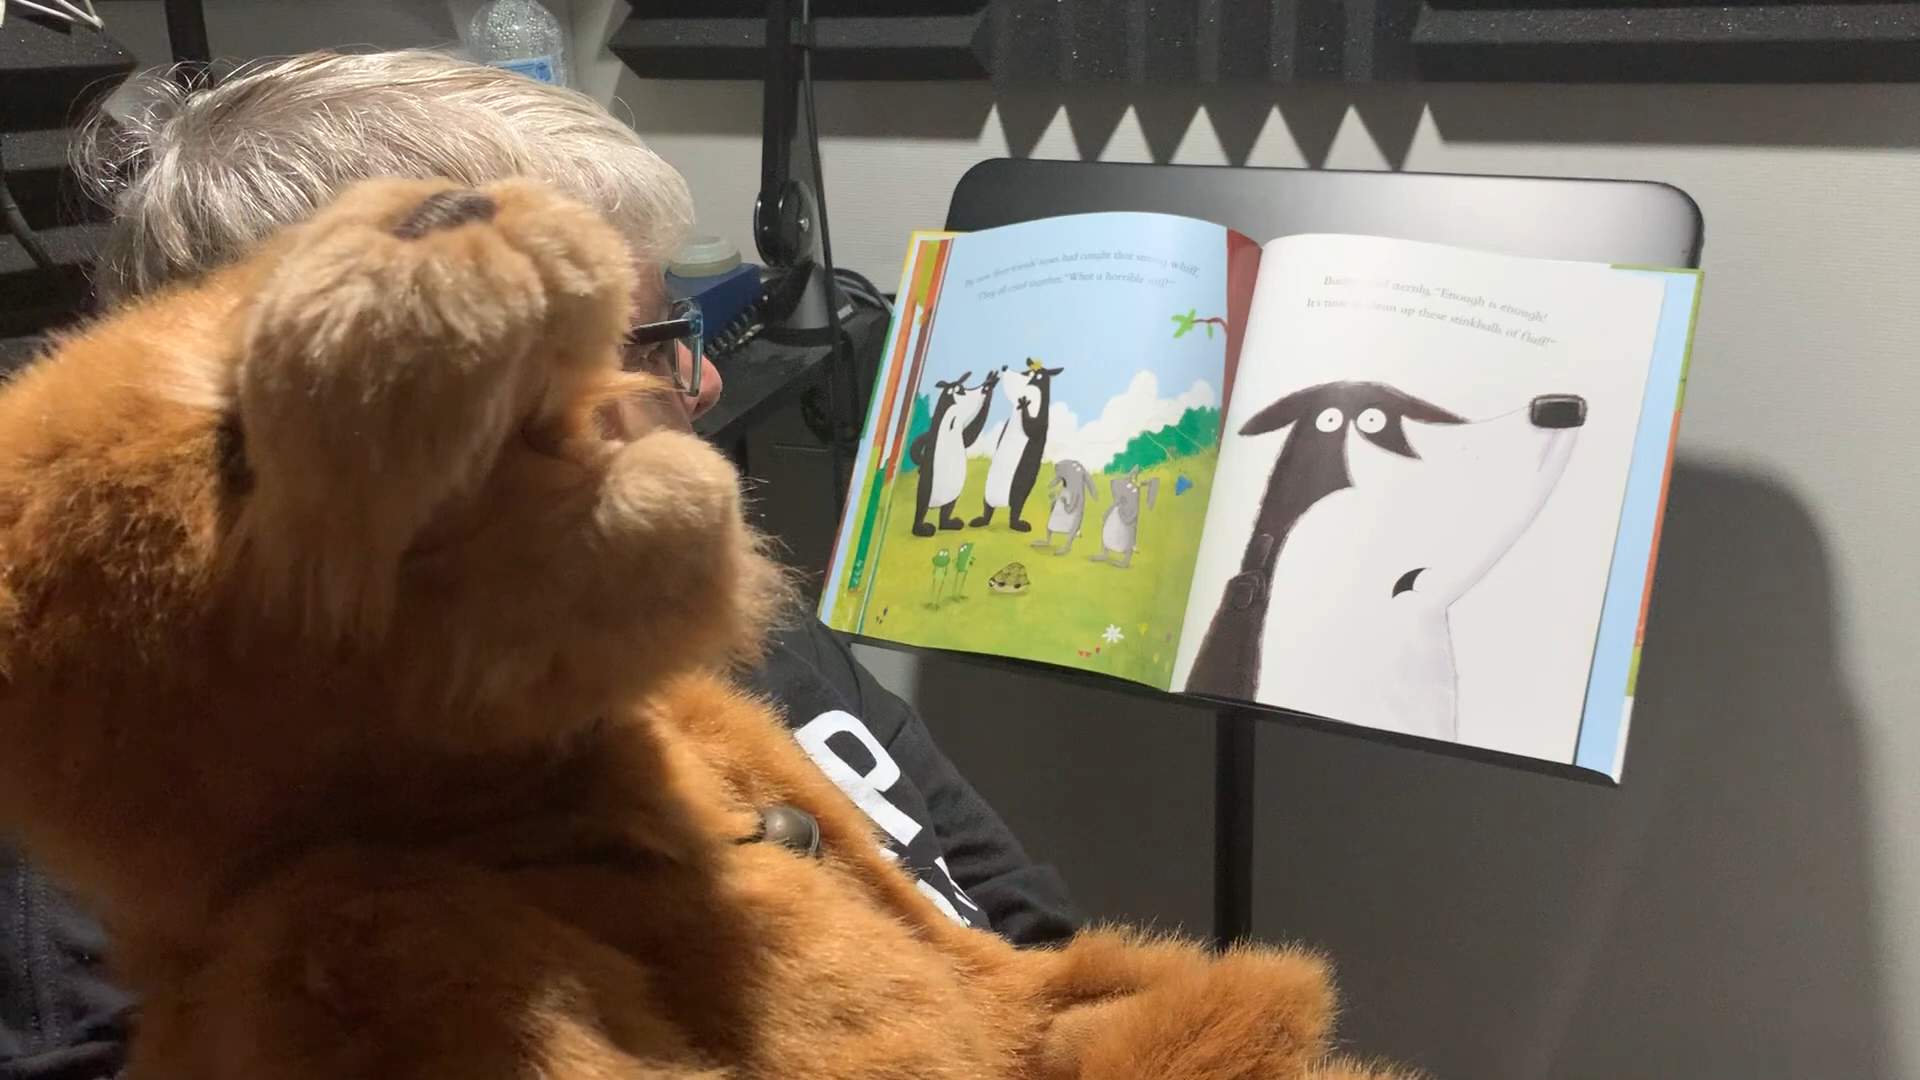 By now their friends' noses had caught that strong whiff,
They all cried together, "What a horrible
sternly, "Enough is enough!
It's time clean up these stinkballs of fluff!"